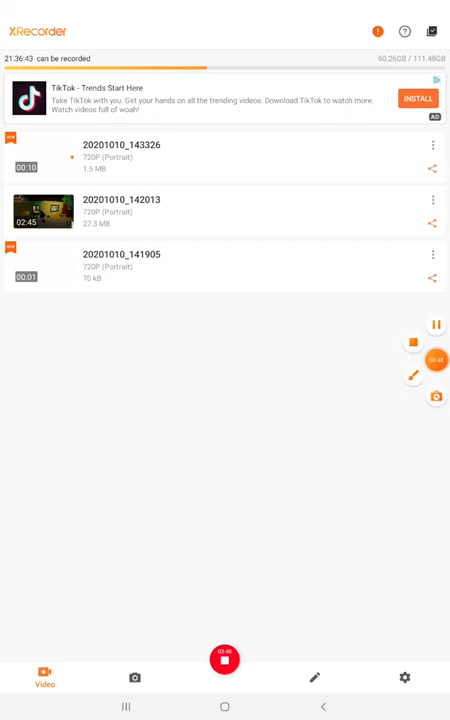 XRecorder
21:36:43 can be recorded
60.26GB / 111.48GB
TikTok - Trends Start Here
Take TikTok with you. Get your hands on all the trending videos. Download TikTok to watch more.
Watch videos full of woah!
INSTALL
AD
NEW
20201010_143326
720P (Portrait)
00:10
1.5 MB
20201010_142013
720P (Portrait)
02:45
27.3 MB
NEW
20201010_141905
720P (Portrait)
00:01
70 kB
Video